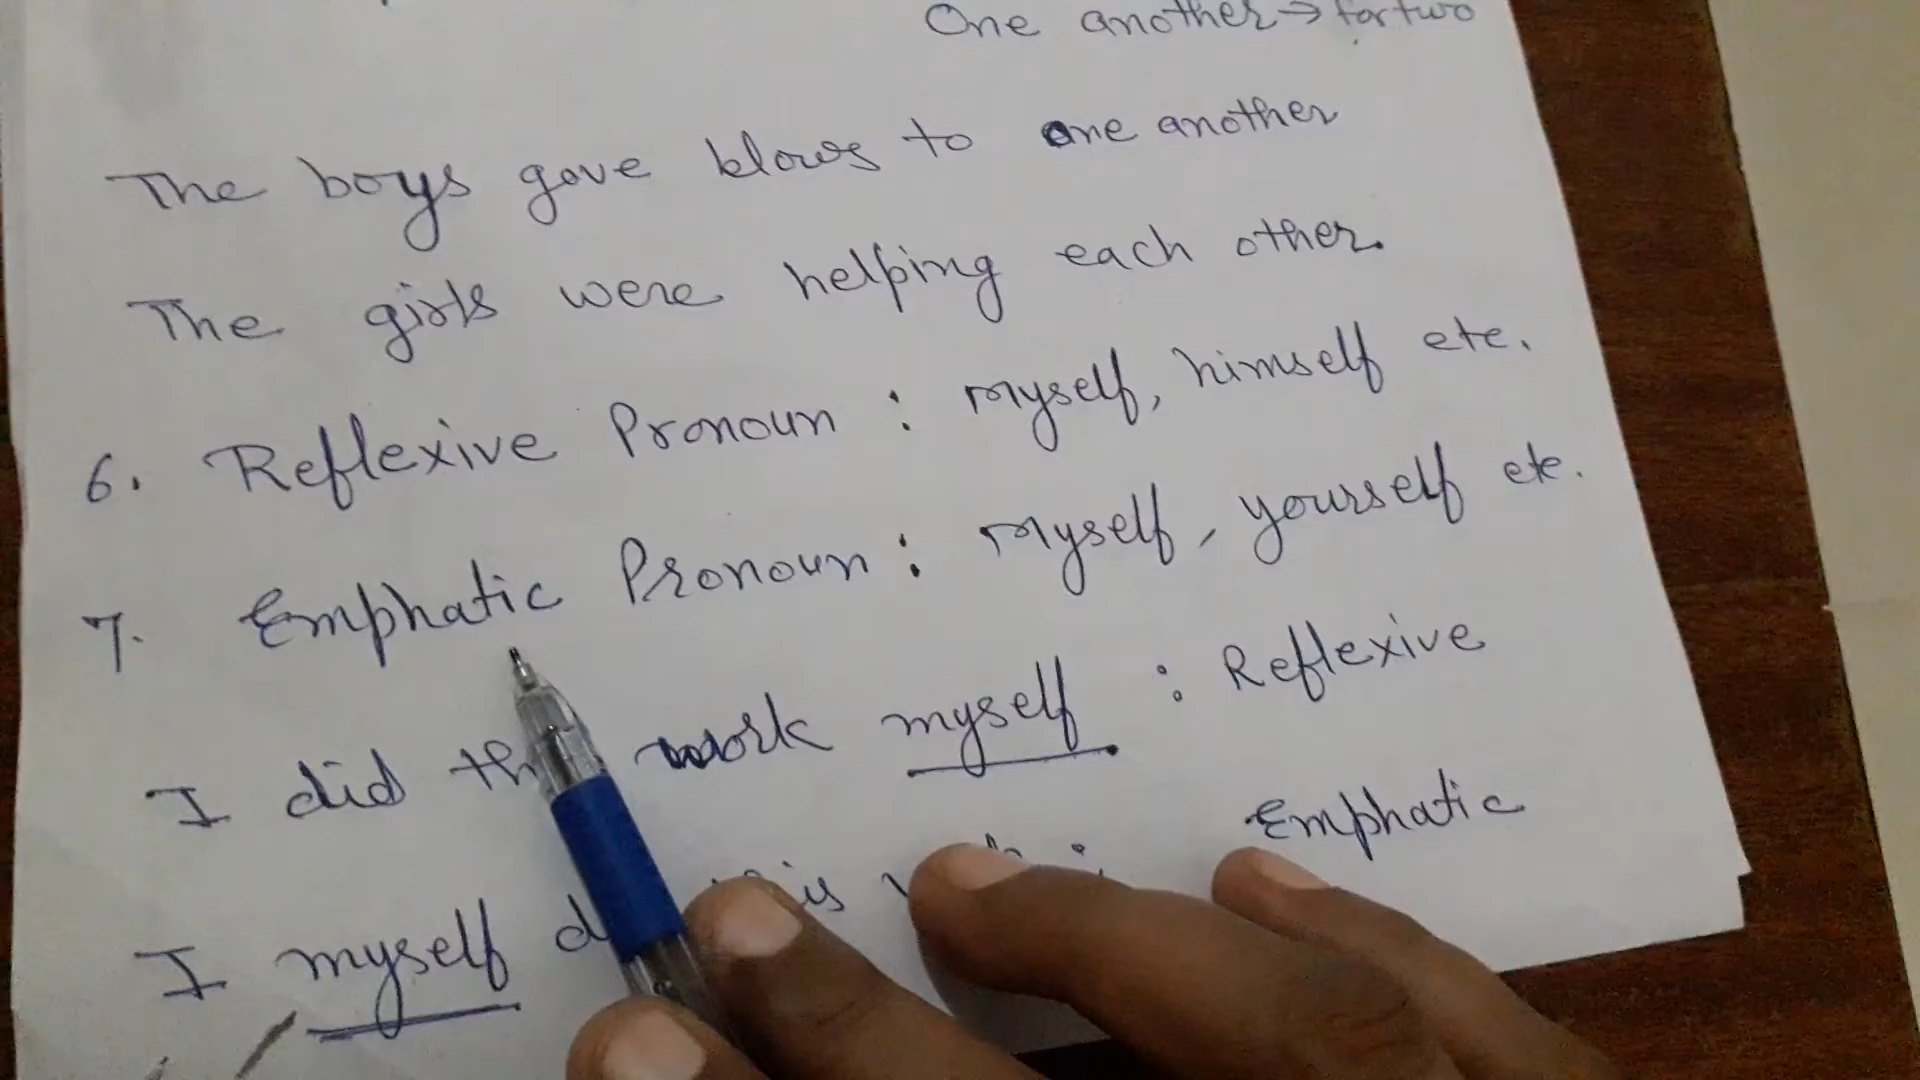 One another → for two
The boys gave blows to one another
The girls were helping each other.
6. Reflexive Pronoun : myself, himself etc.
7. Emphatic Pronoun : myself, yourself etc.
I did work myself : Reflexive
I myself : Emphatic